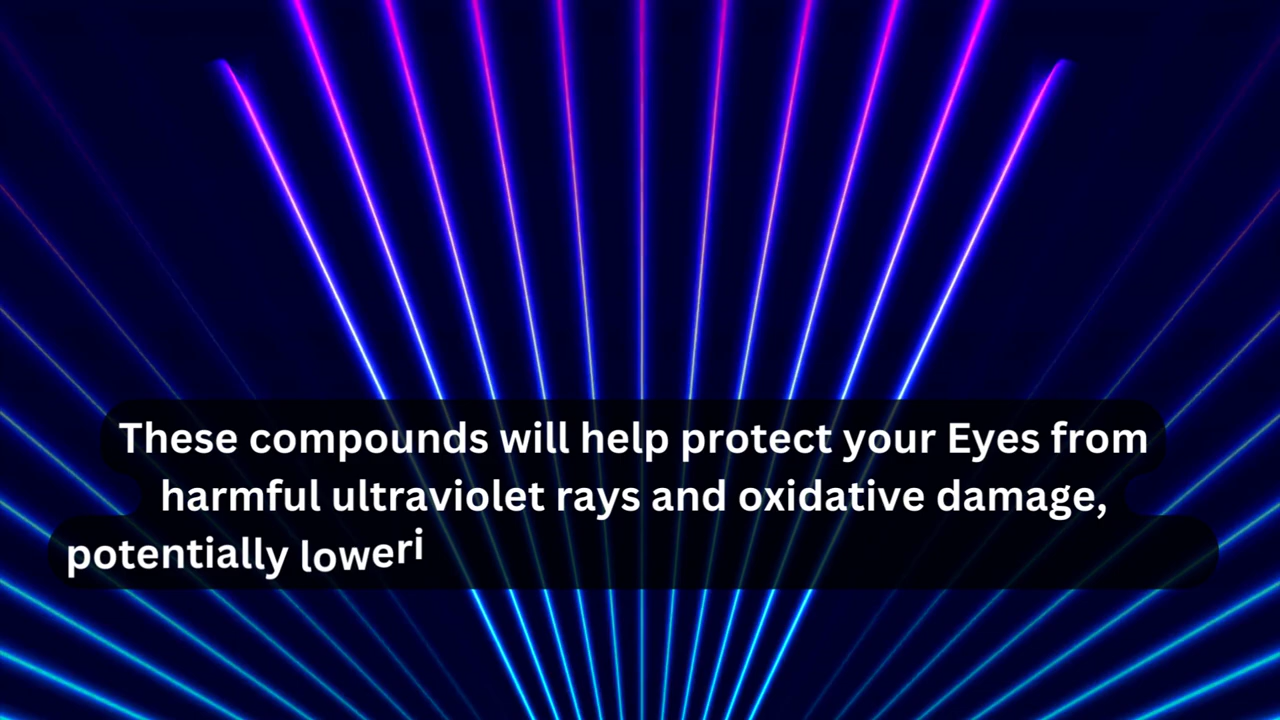 These compounds will help protect your Eyes from
harmful ultraviolet rays and oxidative damage,
potentially loweri